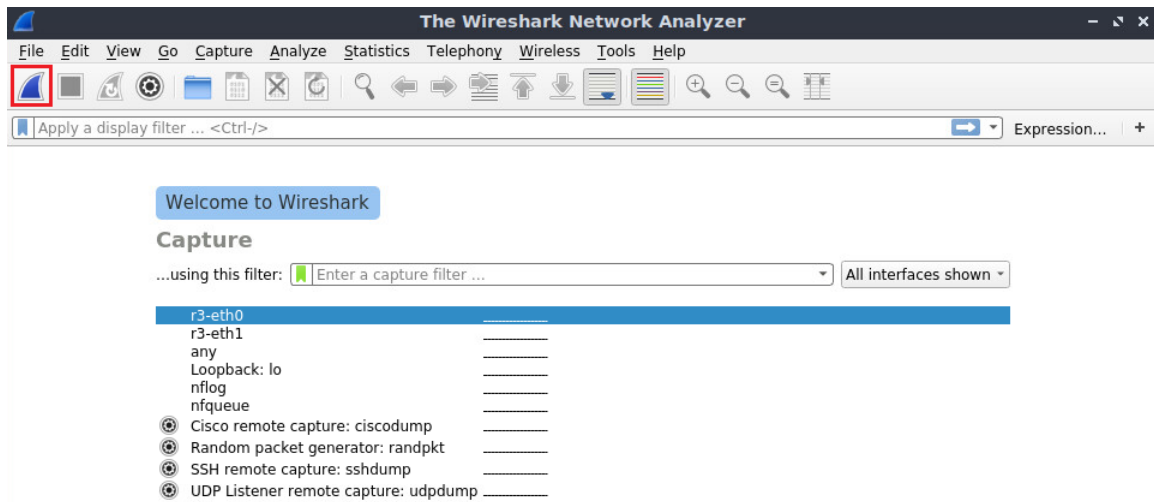 The Wireshark Network Analyzer
File Edit View Go Capture Analyze Statistics Telephony Wireless Tools Help
Apply a display filter ... <Ctrl-/> Expression... +
Welcome to Wireshark
Capture
...using this filter: Enter a capture filter ... All interfaces shown
r3-eth0
r3-eth1
any
Loopback: lo
nflog
nfqueue
Cisco remote capture: ciscodump
Random packet generator: randpkt
SSH remote capture: sshdump
UDP Listener remote capture: udpdump